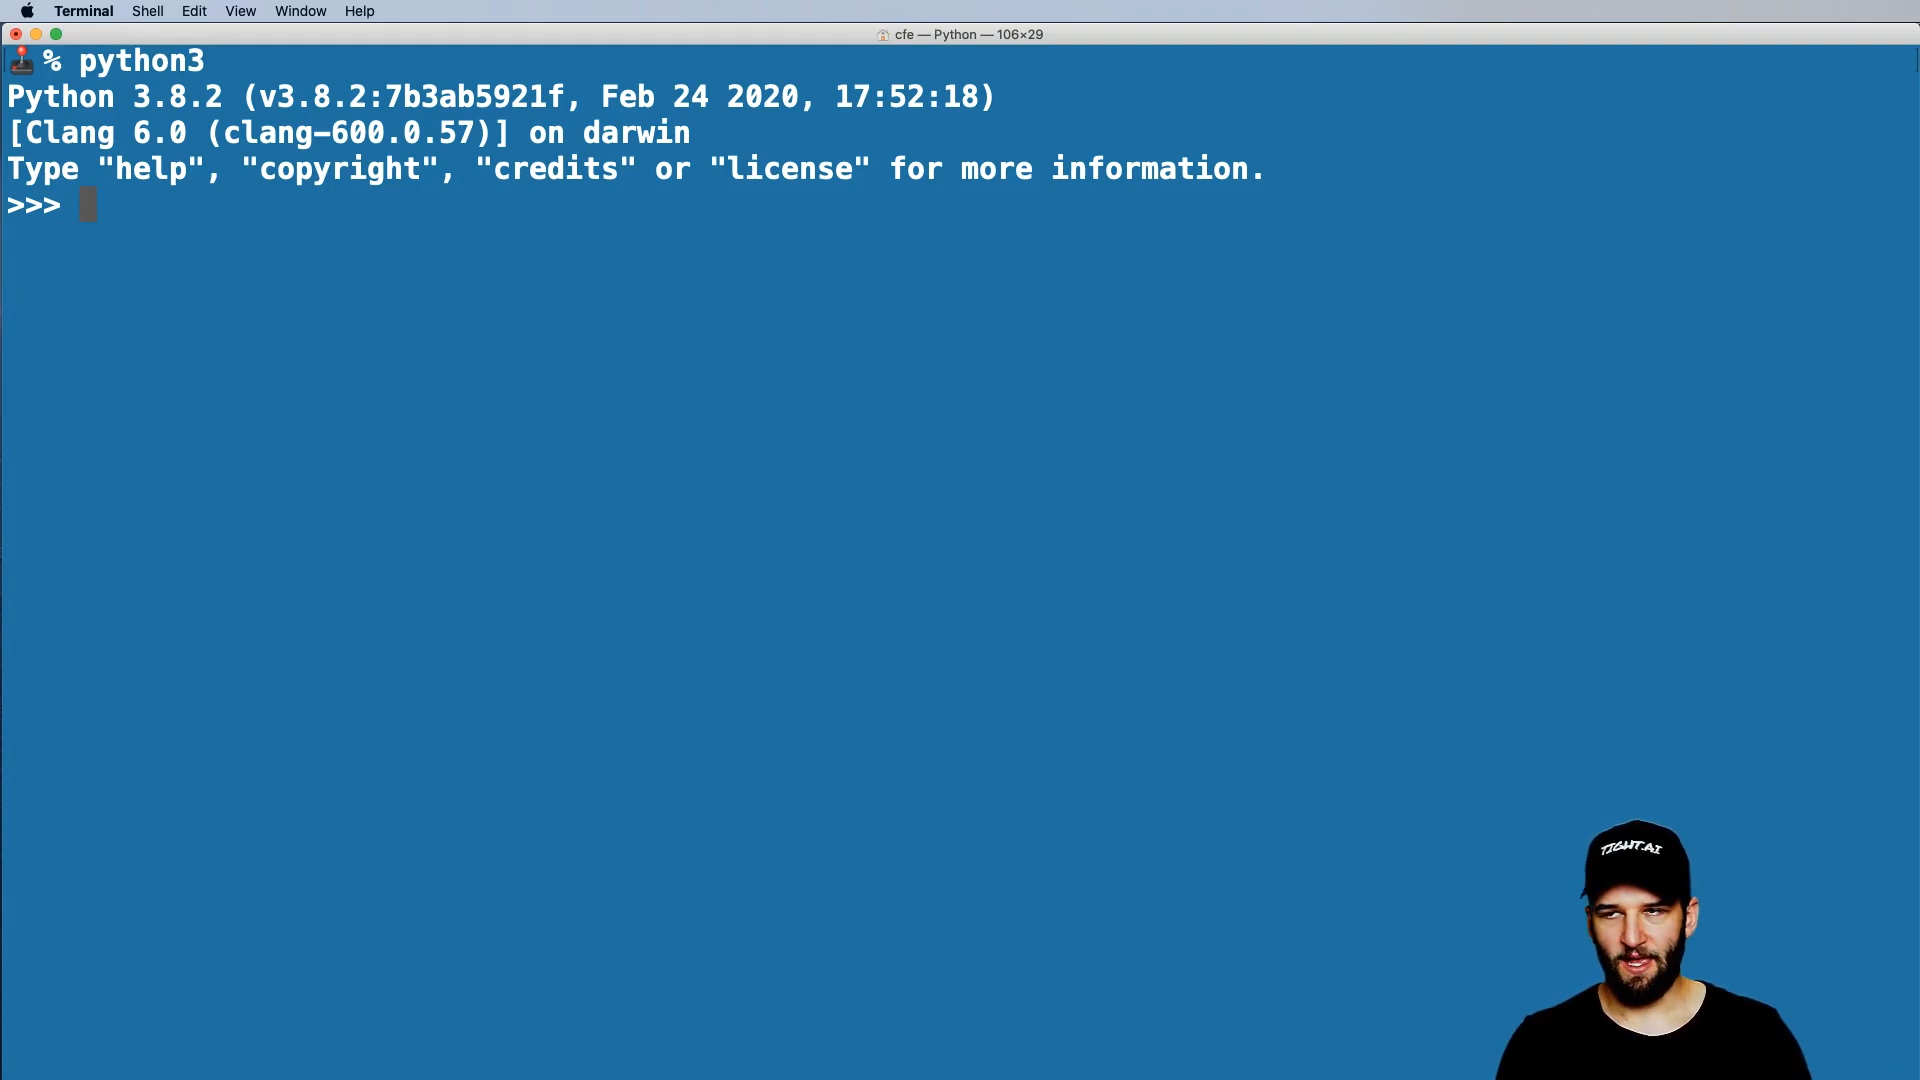 Terminal Shell Edit View Window Help
cfe — Python — 106×29
% python3
Python 3.8.2 (v3.8.2:7b3ab5921f, Feb 24 2020, 17:52:18)
[Clang 6.0 (clang-600.0.57)] on darwin
Type "help", "copyright", "credits" or "license" for more information.
>>>
TIGHT.AI